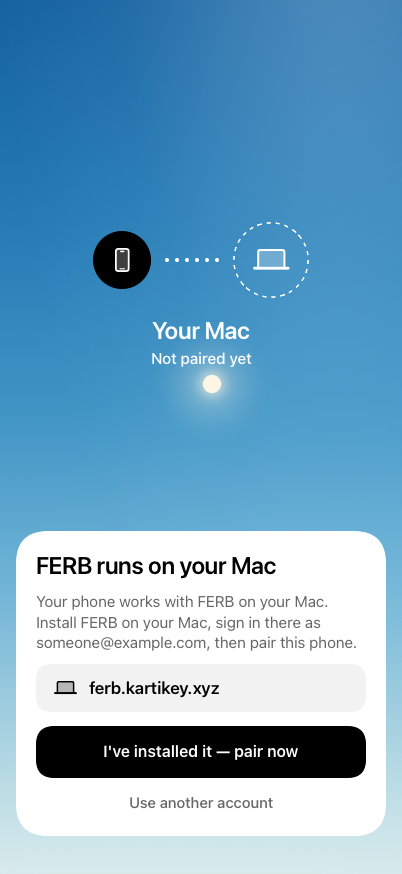 Your Mac
Not paired yet
FERB runs on your Mac
Your phone works with FERB on your Mac.
Install FERB on your Mac, sign in there as
someone@example.com, then pair this phone.
ferb.kartikey.xyz
I've installed it — pair now
Use another account